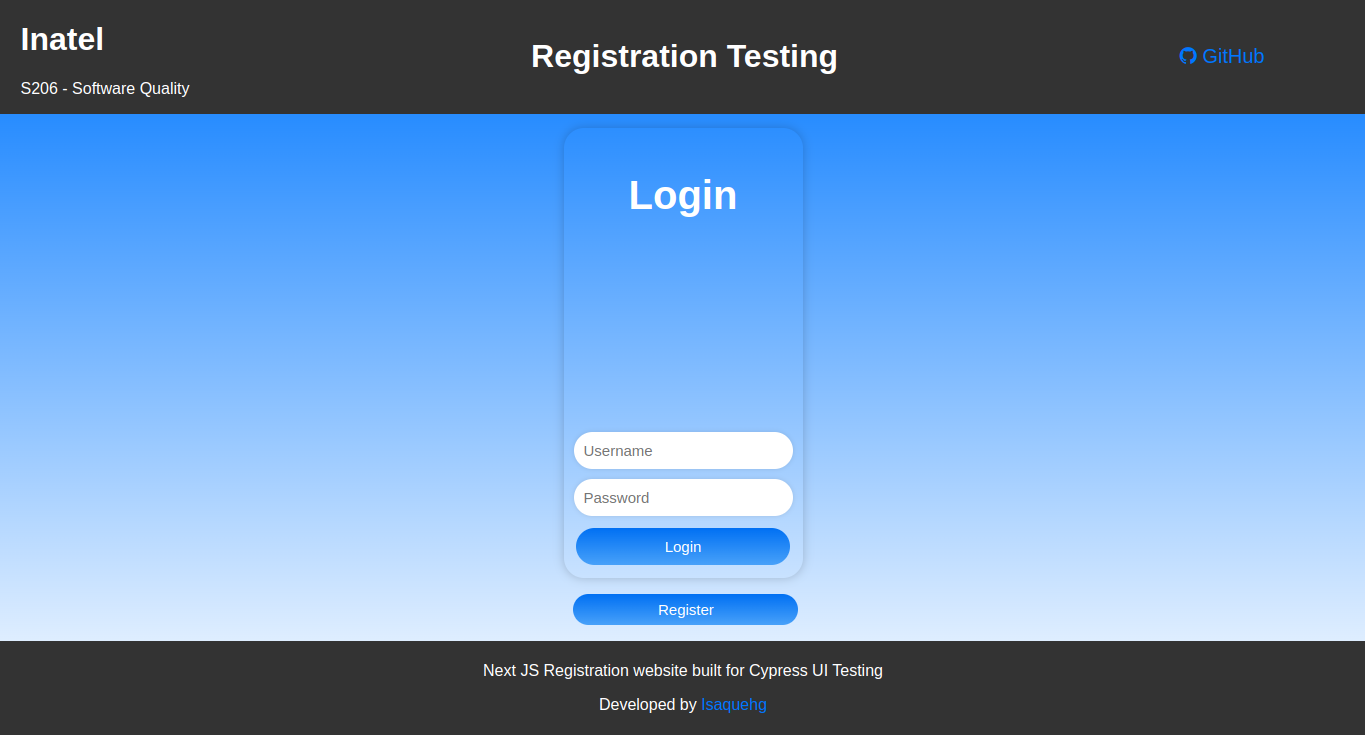 Inatel
S206 - Software Quality
Registration Testing
GitHub
Login
Username
Password
Login
Register
Next JS Registration website built for Cypress UI Testing
Developed by Isaquehg